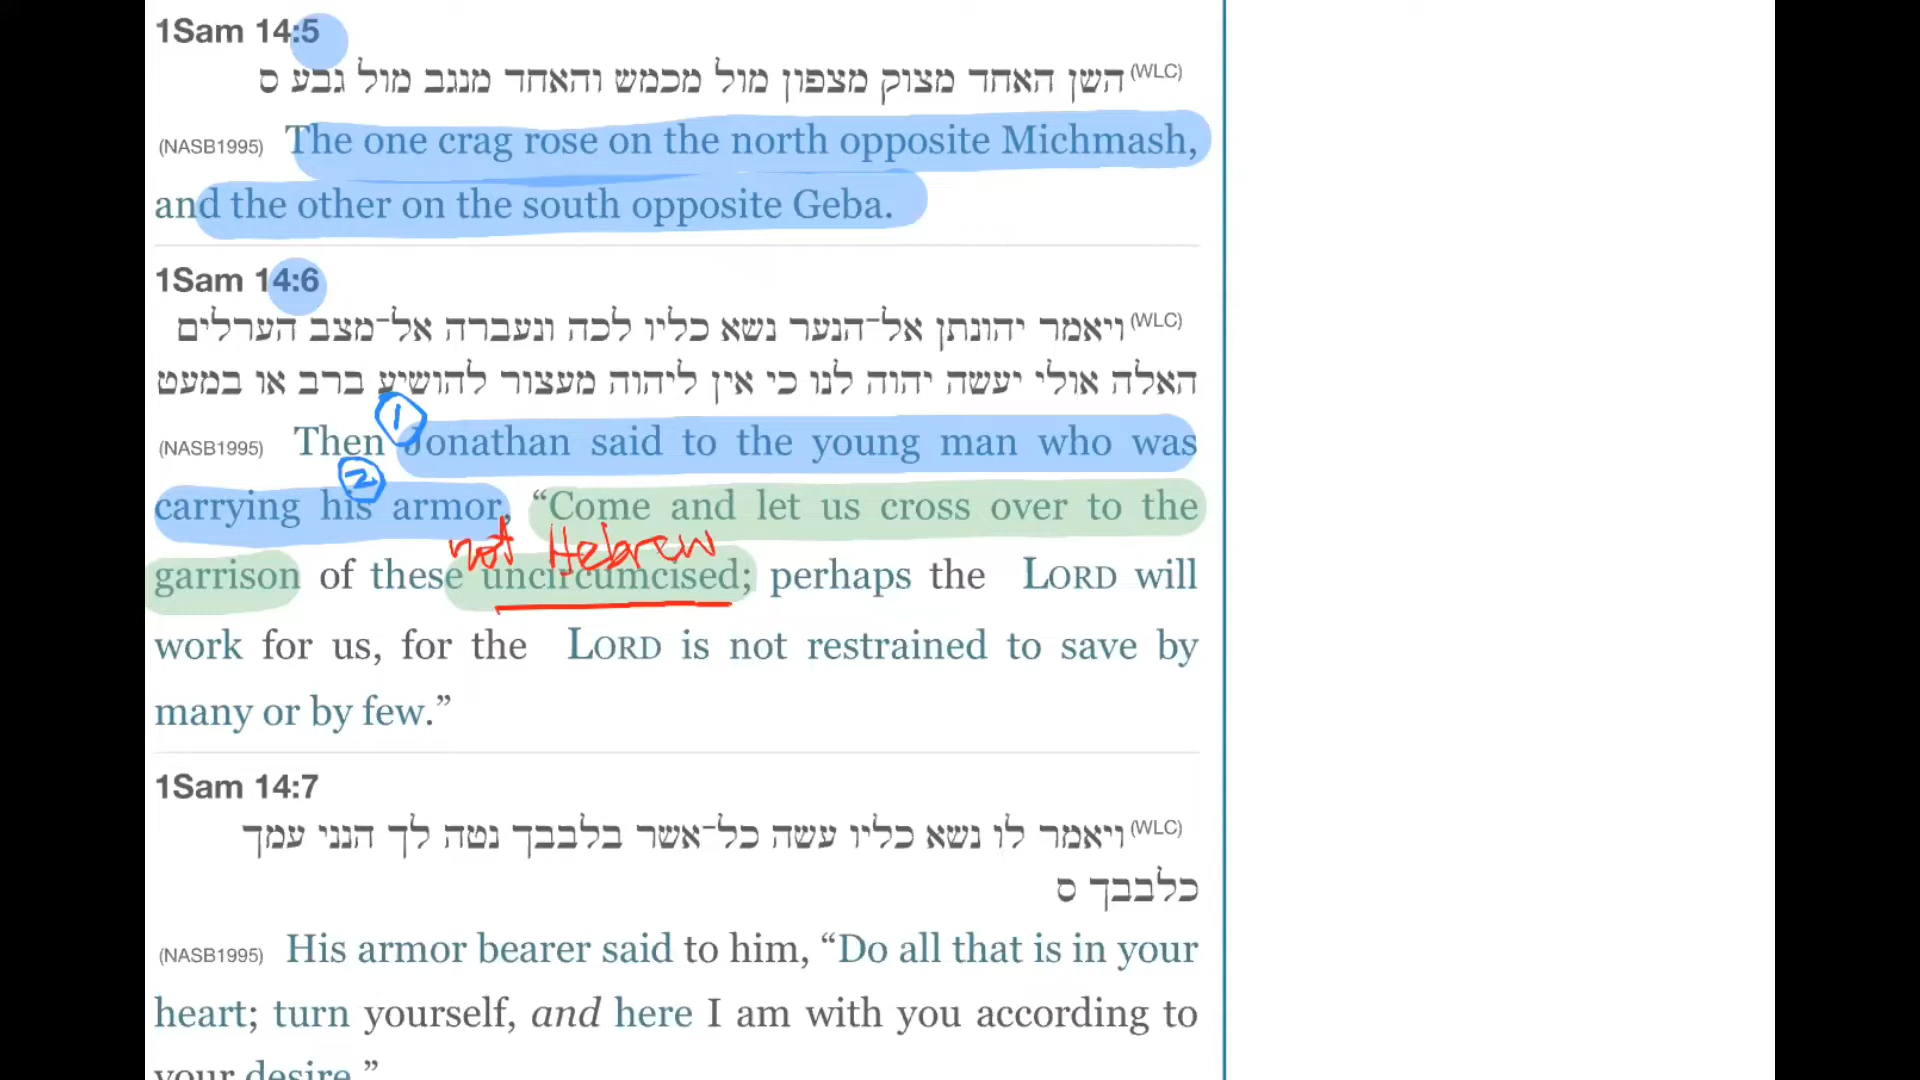 1Sam 14:5
(WLC) השן האחד מצוק מצפון מול מכמש והאחד מנגב מול גבע ס
(NASB1995) The one crag rose on the north opposite Michmash,
and the other on the south opposite Geba.
1Sam 14:6
(WLC) ויאמר יהונתן אל־הנער נשא כליו לכה ונעברה אל־מצב הערלים
האלה אולי יעשה יהוה לנו כי אין ליהוה מעצור להושיע ברב או במעט
1
(NASB1995) Then Jonathan said to the young man who was
2
carrying his armor, “Come and let us cross over to the
not Hebrew
garrison of these uncircumcised; perhaps the LORD will
work for us, for the LORD is not restrained to save by
many or by few.”
1Sam 14:7
(WLC) ויאמר לו נשא כליו עשה כל־אשר בלבבך נטה לך הנני עמך
כלבבך ס
(NASB1995) His armor bearer said to him, “Do all that is in your
heart; turn yourself, and here I am with you according to
your desire.”